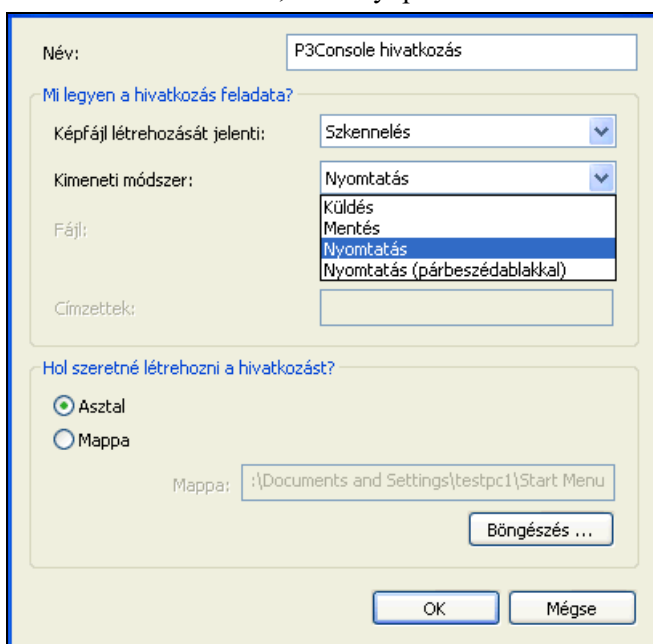 Név: P3Console hivatkozás
Mi legyen a hivatkozás feladata?
Képfájl létrehozását jelenti: Szkennelés
Kimeneti módszer: Nyomtatás
Küldés
Fájl: Mentés
Nyomtatás
Nyomtatás (párbeszédablakkal)
Címzettek:
Hol szeretné létrehozni a hivatkozást?
Asztal
Mappa
Mappa: :\Documents and Settings\testpc1\Start Menu
Böngészés ...
OK Mégse